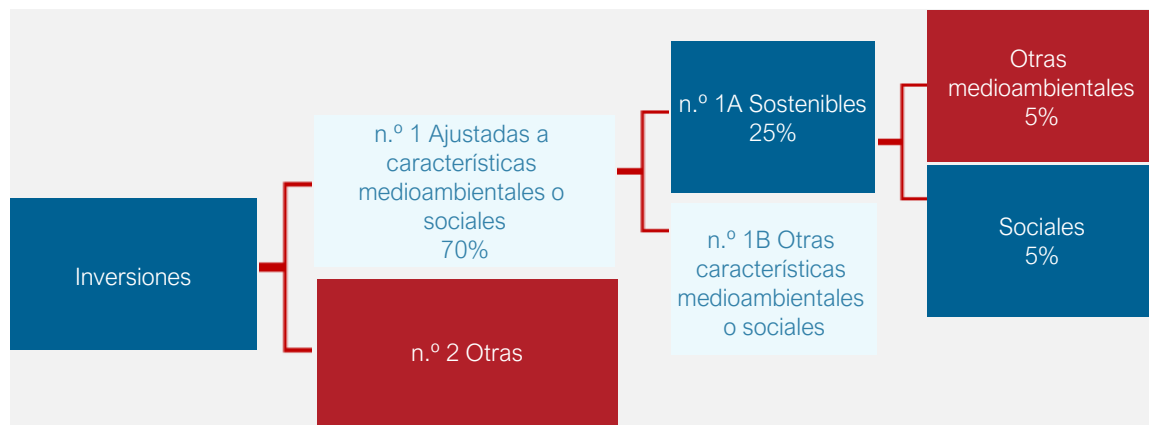 Inversiones
n.º 1 Ajustadas a
características
medioambientales o
sociales
70%
n.º 2 Otras
n.º 1A Sostenibles
25%
n.º 1B Otras
características
medioambientales
o sociales
Otras
medioambientales
5%
Sociales
5%